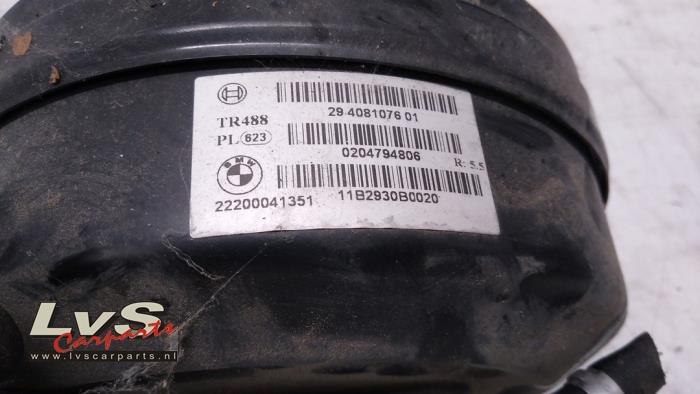 29 4081076 01
TR488
PL 623
0204794806
R: 5.5
BMW
22200041351 11B2930B0020
LvS
Carparts
www.lvscarparts.nl